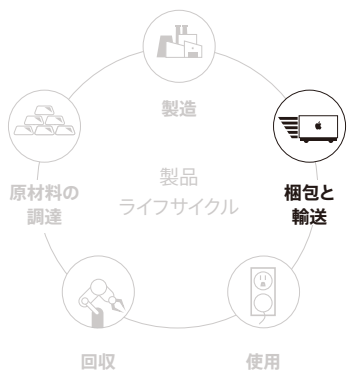 製造
原材料の
調達
製品
ライフサイクル
梱包と
輸送
回収
使用